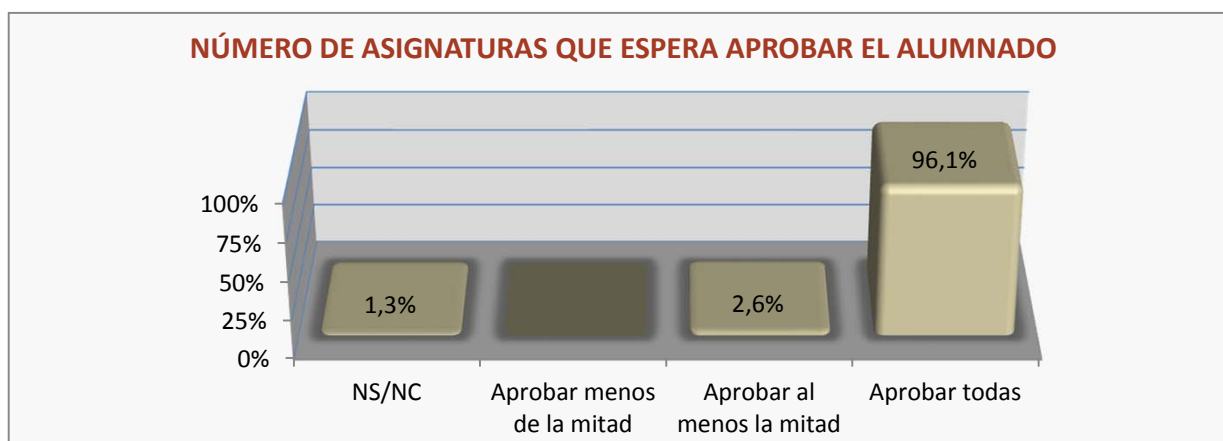 NÚMERO DE ASIGNATURAS QUE ESPERA APROBAR EL ALUMNADO
100%
75%
50%
25%
0%
1,3%
2,6%
96,1%
NS/NC
Aprobar menos
de la mitad
Aprobar al
menos la mitad
Aprobar todas